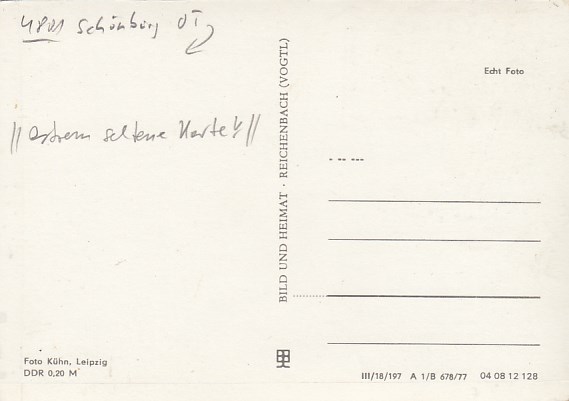 4801 Schönburg OT
// extrem seltene Karte! //
BILD UND HEIMAT · REICHENBACH (VOGTL)
Echt Foto
Foto Kühn, Leipzig
DDR 0,20 M
III/18/197 A 1/B 678/77 04 08 12 128